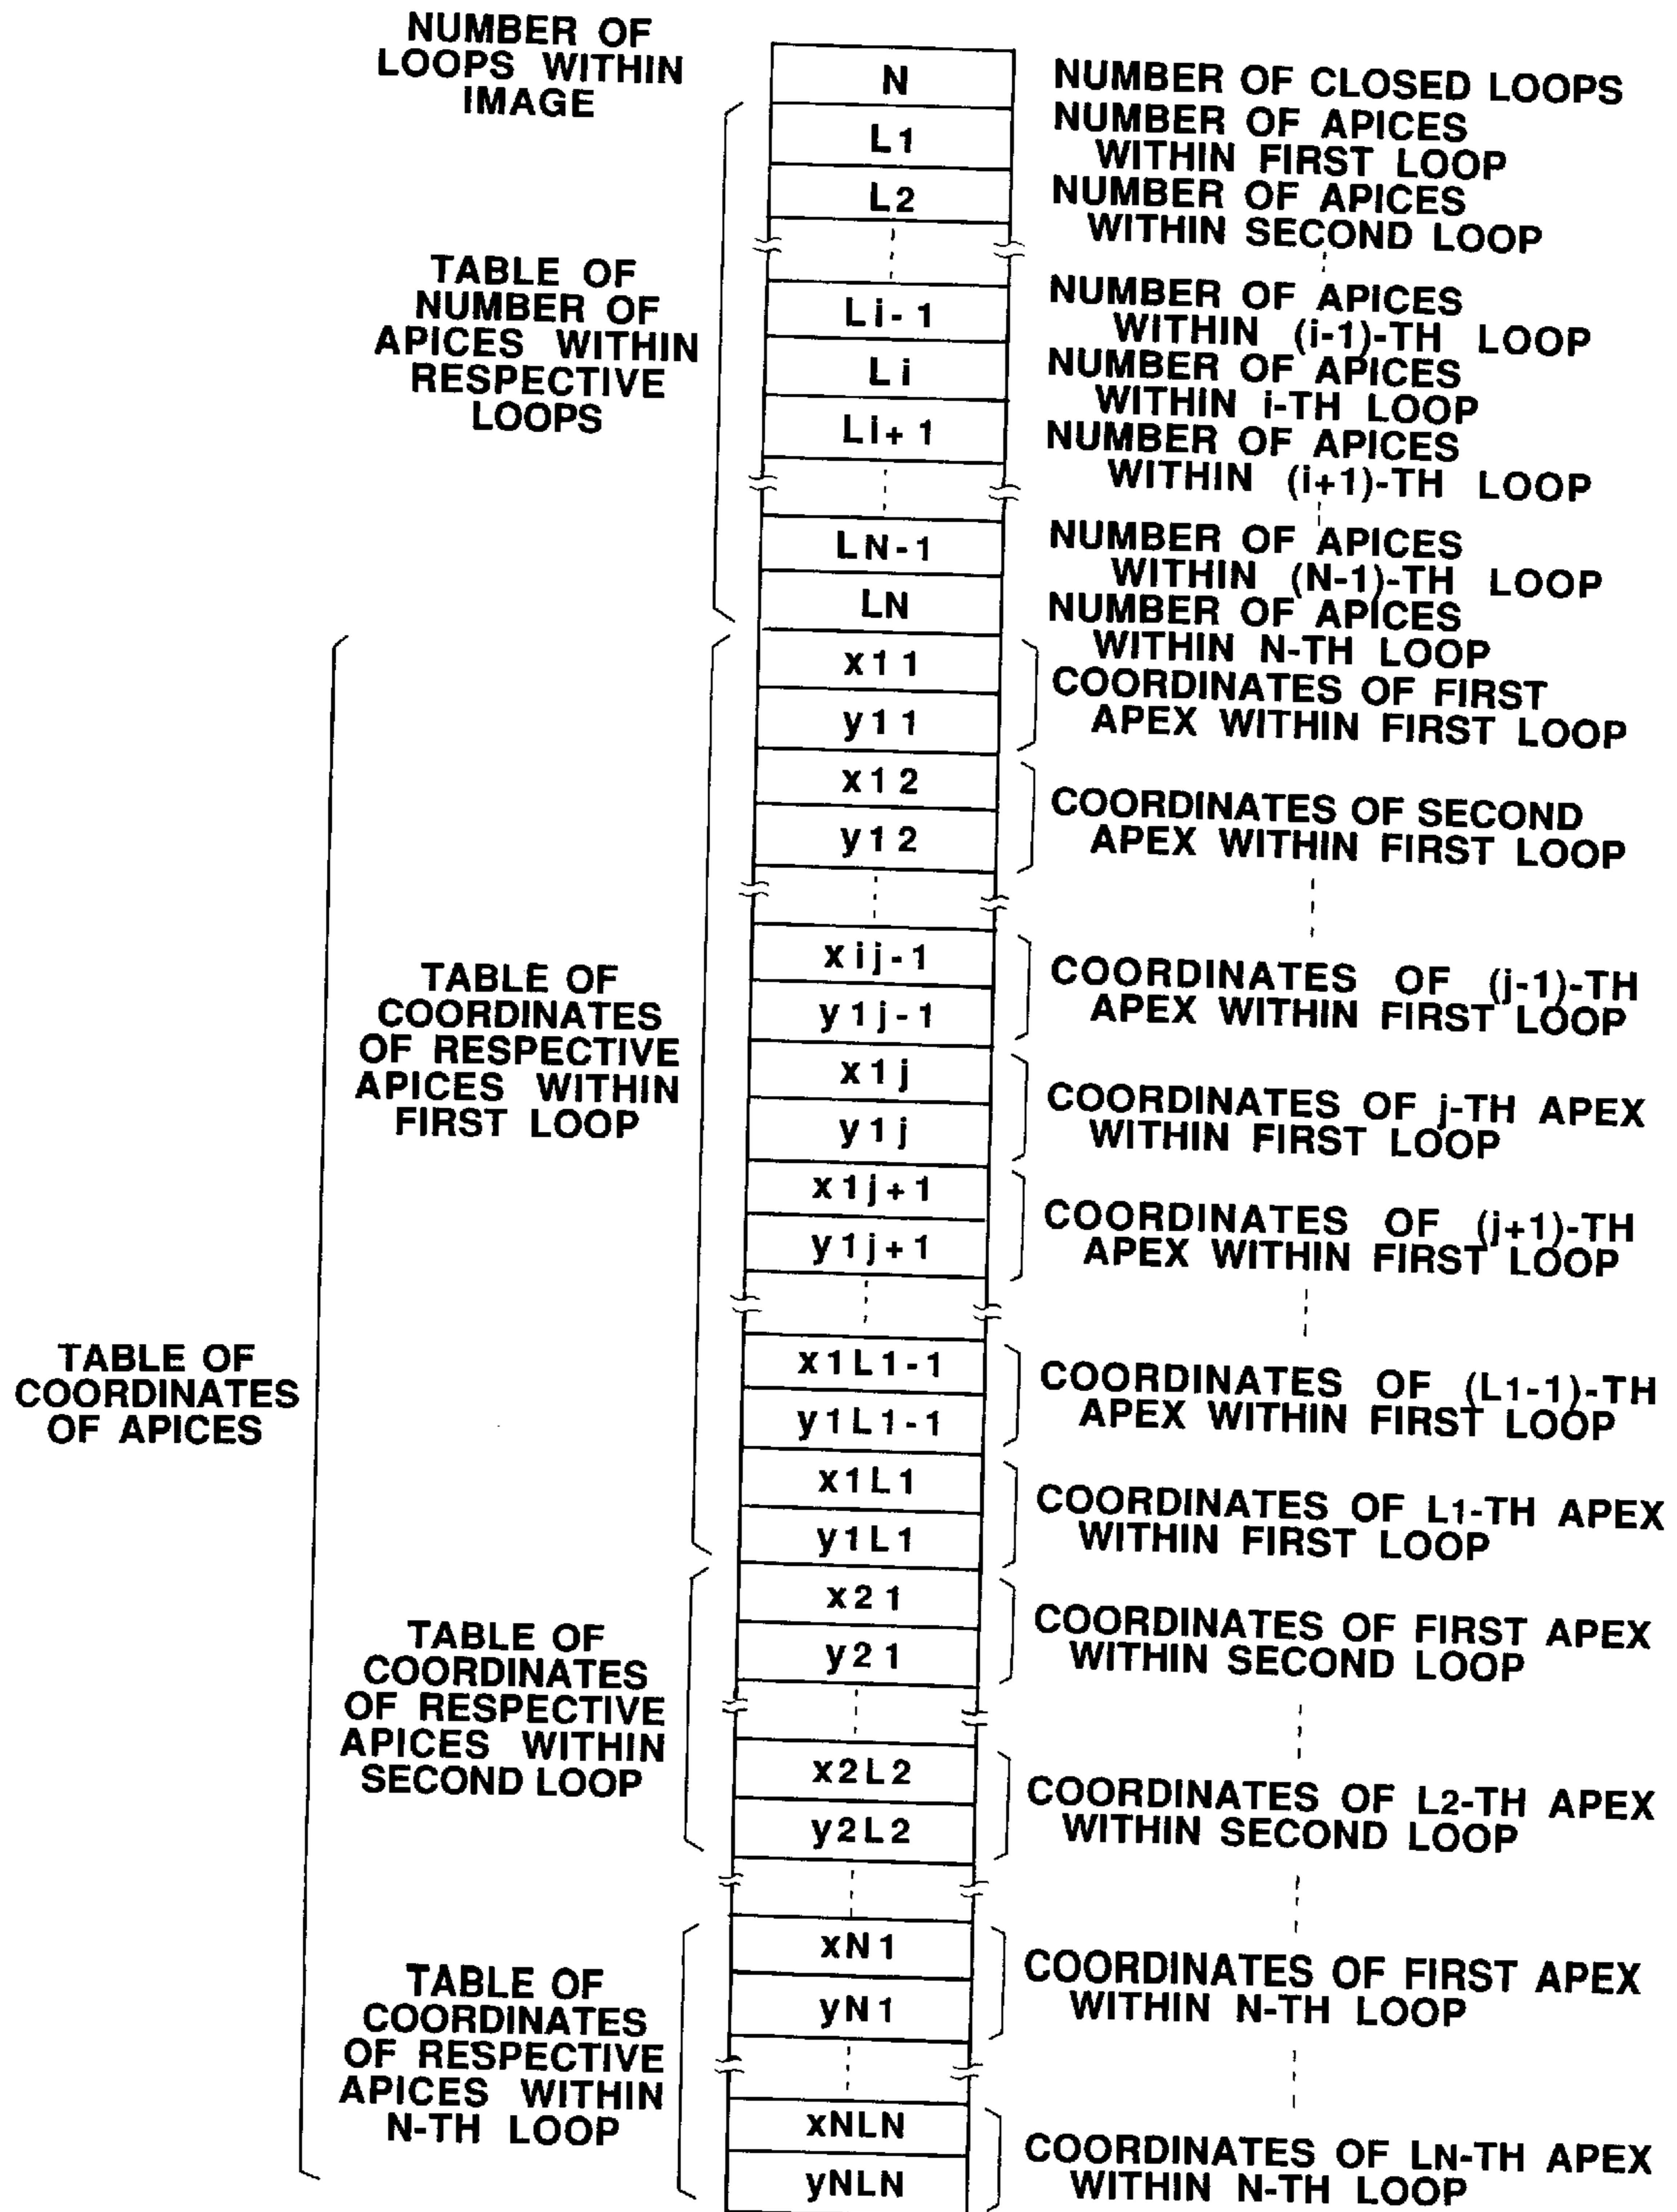 NUMBER OF
LOOPS WITHIN
IMAGE
N
NUMBER OF CLOSED LOOPS
L1
NUMBER OF APICES
WITHIN FIRST LOOP
L2
NUMBER OF APICES
WITHIN SECOND LOOP
TABLE OF
NUMBER OF
APICES WITHIN
RESPECTIVE
LOOPS
Li-1
NUMBER OF APICES
WITHIN (i-1)-TH LOOP
Li
NUMBER OF APICES
WITHIN i-TH LOOP
Li+1
NUMBER OF APICES
WITHIN (i+1)-TH LOOP
LN-1
NUMBER OF APICES
WITHIN (N-1)-TH LOOP
LN
NUMBER OF APICES
WITHIN N-TH LOOP
TABLE OF
COORDINATES
OF APICES
TABLE OF
COORDINATES
OF RESPECTIVE
APICES WITHIN
FIRST LOOP
x11
y11
COORDINATES OF FIRST
APEX WITHIN FIRST LOOP
x12
y12
COORDINATES OF SECOND
APEX WITHIN FIRST LOOP
xij-1
y1j-1
COORDINATES OF (j-1)-TH
APEX WITHIN FIRST LOOP
x1j
y1j
COORDINATES OF j-TH APEX
WITHIN FIRST LOOP
x1j+1
y1j+1
COORDINATES OF (j+1)-TH
APEX WITHIN FIRST LOOP
x1L1-1
y1L1-1
COORDINATES OF (L1-1)-TH
APEX WITHIN FIRST LOOP
x1L1
y1L1
COORDINATES OF L1-TH APEX
WITHIN FIRST LOOP
TABLE OF
COORDINATES
OF RESPECTIVE
APICES WITHIN
SECOND LOOP
x21
y21
COORDINATES OF FIRST APEX
WITHIN SECOND LOOP
x2L2
y2L2
COORDINATES OF L2-TH APEX
WITHIN SECOND LOOP
TABLE OF
COORDINATES
OF RESPECTIVE
APICES WITHIN
N-TH LOOP
xN1
yN1
COORDINATES OF FIRST APEX
WITHIN N-TH LOOP
xNLN
yNLN
COORDINATES OF LN-TH APEX
WITHIN N-TH LOOP